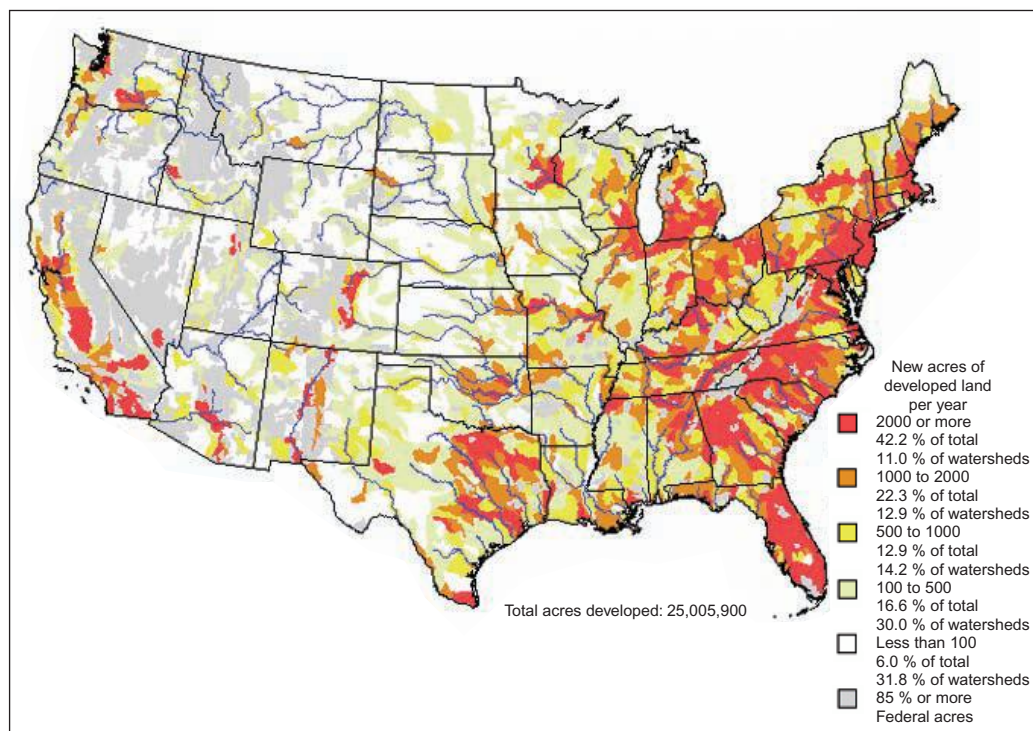 Total acres developed: 25,005,900
New acres of
developed land
per year
2000 or more
42.2 % of total
11.0 % of watersheds
1000 to 2000
22.3 % of total
12.9 % of watersheds
500 to 1000
12.9 % of total
14.2 % of watersheds
100 to 500
16.6 % of total
30.0 % of watersheds
Less than 100
6.0 % of total
31.8 % of watersheds
85 % or more
Federal acres